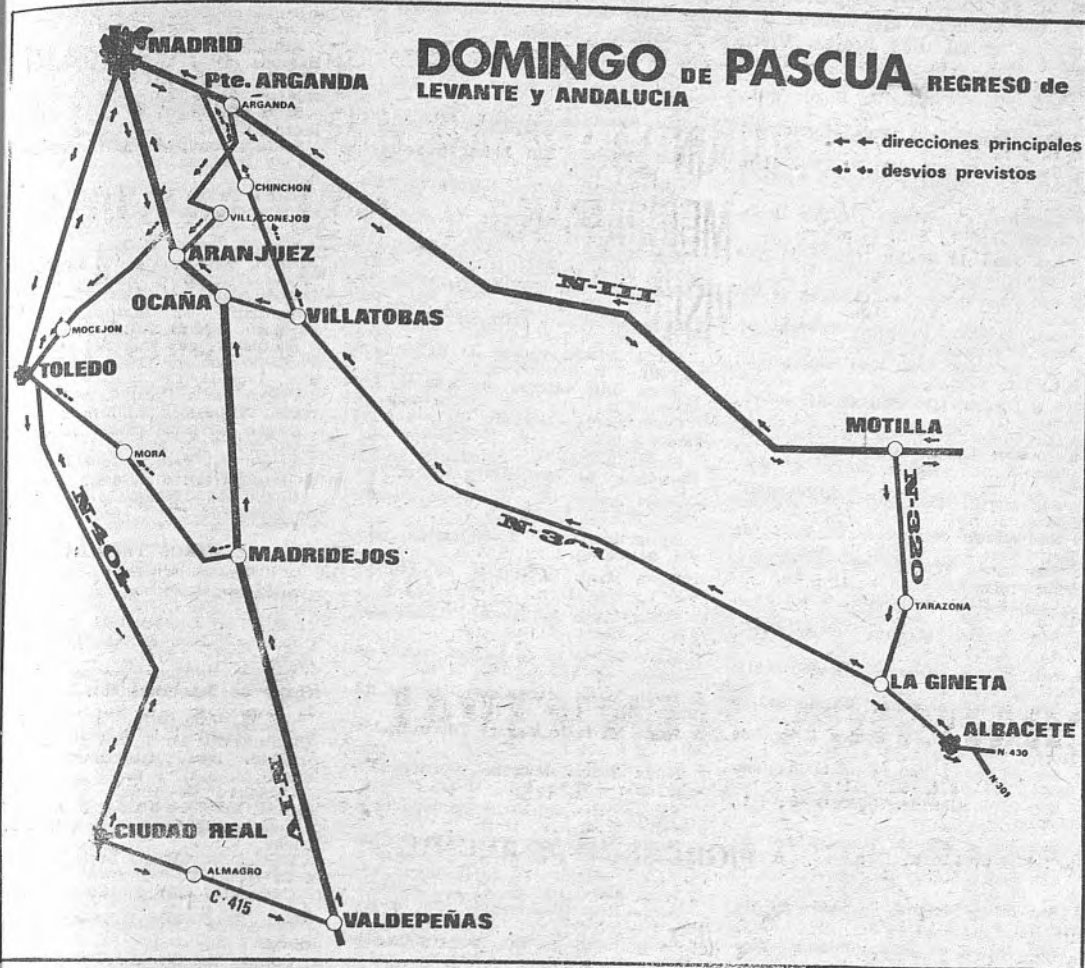 DOMINGO DE PASCUA REGRESO de
LEVANTE y ANDALUCIA
direcciones principales
desvios previstos
MADRID
Pte. ARGANDA
ARGANDA
CHINCHON
VILLACONEJOS
ARANJUEZ
OCAÑA
VILLATOBAS
N-III
MOCEJON
TOLEDO
MOTILLA
MORA
N-320
N-401
N-301
MADRIDEJOS
TARAZONA
LA GINETA
ALBACETE
N-430
N-301
N-IV
CIUDAD REAL
ALMAGRO
C-415
VALDEPEÑAS